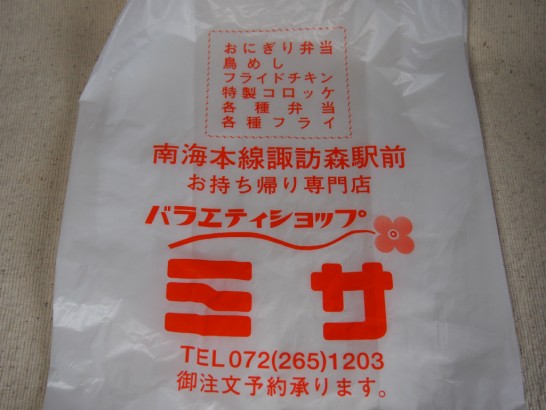 おにぎり弁当
鳥めし
フライドチキン
特製コロッケ
各種弁当
各種フライ
南海本線諏訪森駅前
お持ち帰り専門店
バラエティショップ
ミサ
TEL072(265)1203
御注文予約承ります。